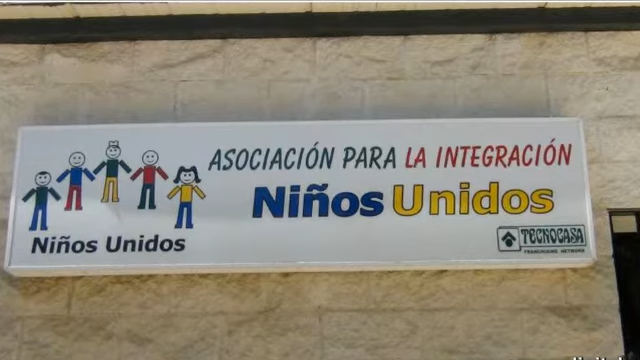 ASOCIACIÓN PARA LA INTEGRACIÓN
Niños Unidos
Niños Unidos
TECNOCASA
FRANCHISING NETWORK